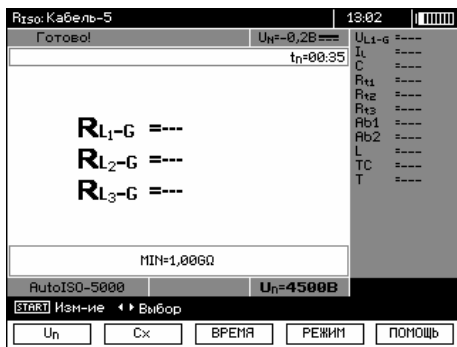 RISO: Кабель-5 13:02
Готово! UN=-0,2В
tn=00:35
RL1-G =---
RL2-G =---
RL3-G =---
MIN=1,00GΩ
AutoISO-5000 Un=4500В
UL1-G =---
IL =---
C =---
Rt1 =---
Rt2 =---
Rt3 =---
Ab1 =---
Ab2 =---
L =---
TC =---
T =---
START Изм-ие Выбор
Un Cx ВРЕМЯ РЕЖИМ ПОМОЩЬ